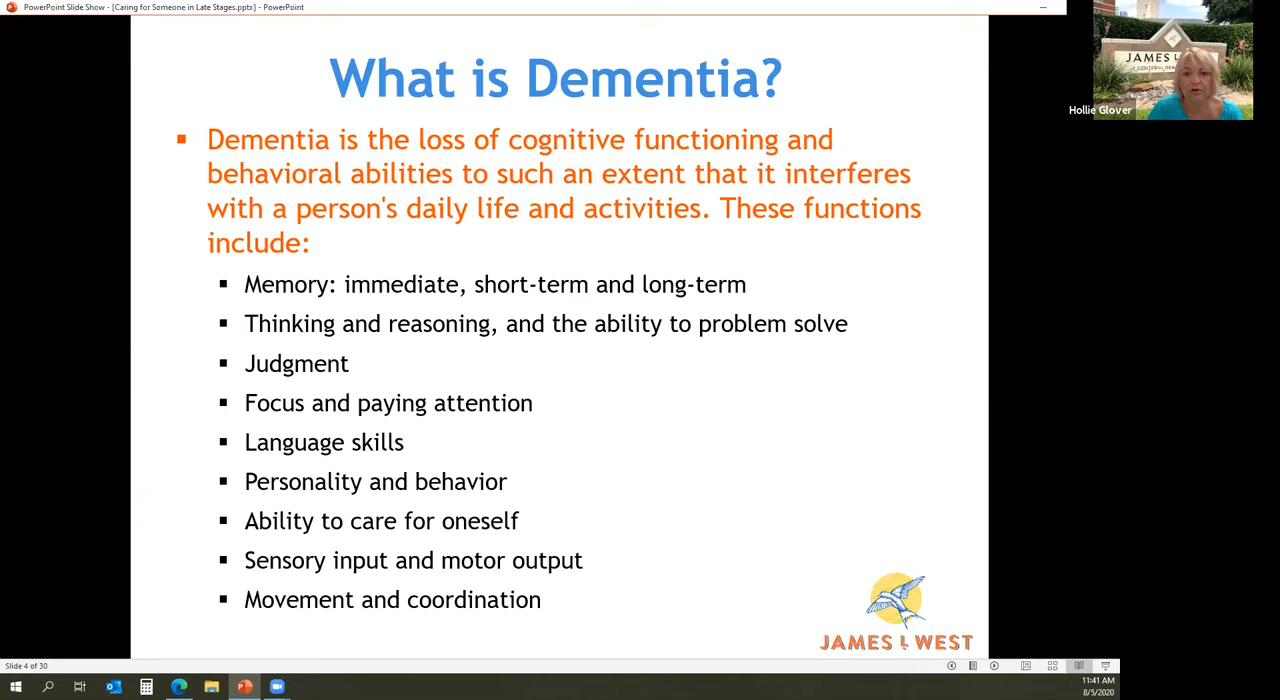 PowerPoint Slide Show - [Caring for Someone in Late Stages.pptx] - PowerPoint
What is Dementia?
JAMES L WEST
Hollie Glover
▪ Dementia is the loss of cognitive functioning and
behavioral abilities to such an extent that it interferes
with a person's daily life and activities. These functions
include:
▪ Memory: immediate, short-term and long-term
▪ Thinking and reasoning, and the ability to problem solve
▪ Judgment
▪ Focus and paying attention
▪ Language skills
▪ Personality and behavior
▪ Ability to care for oneself
▪ Sensory input and motor output
▪ Movement and coordination
JAMES L WEST
Slide 4 of 30
11:41 AM
8/5/2020